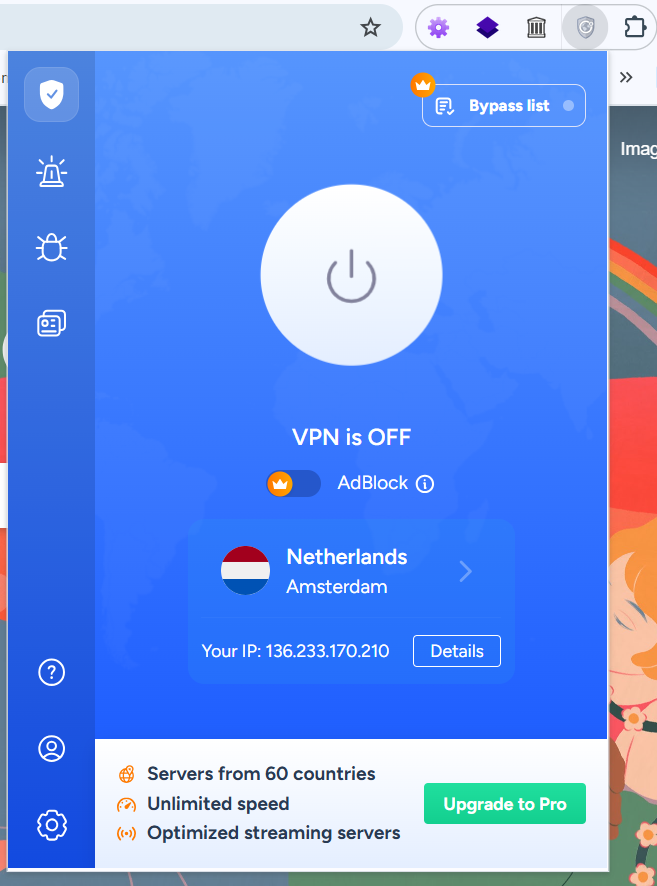 Bypass list
Imag
VPN is OFF
AdBlock
Netherlands
Amsterdam
Your IP: 136.233.170.210
Details
Servers from 60 countries
Unlimited speed
Optimized streaming servers
Upgrade to Pro